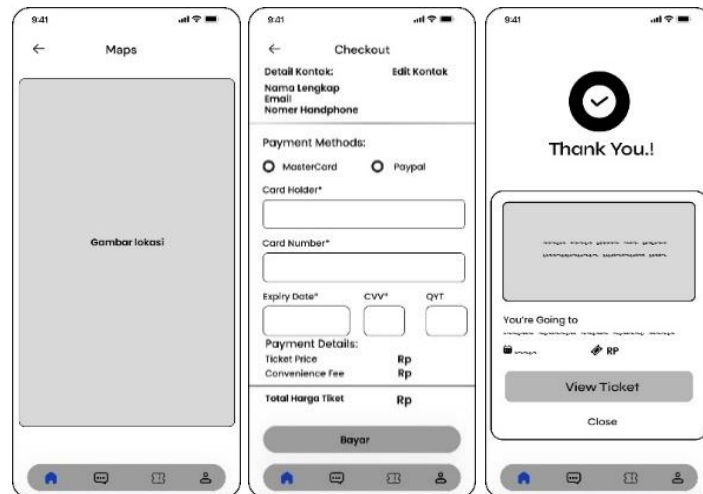 9:41
Maps
Gambar lokasi
9:41
Checkout
Detail Kontak: Edit Kontak
Nama Lengkap
Email
Nomer Handphone
Payment Methods:
MasterCard Paypal
Card Holder*
Card Number*
Expiry Date* CVV* QYT
Payment Details:
Ticket Price Rp
Convenience Fee Rp
Total Harga Tiket Rp
Bayar
9:41
Thank You.!
You're Going to
RP
View Ticket
Close